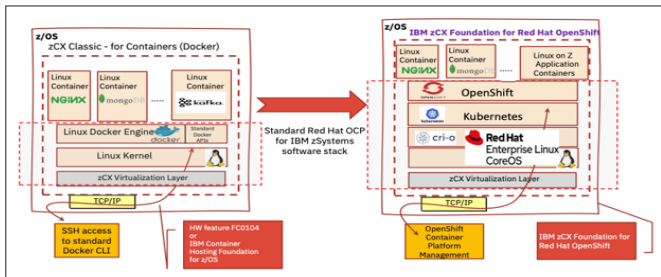 z/OS
zCX Classic - for Containers (Docker)
Linux
Container
NGINX
Linux
Container
mongoDB
.....
Linux
Container
kafka
Linux Docker Engine
docker
Standard
Docker
APIs
Linux Kernel
zCX Virtualization Layer
TCP/IP
SSH access
to standard
Docker CLI
HW feature FC0104
or
IBM Container
Hosting Foundation
for z/OS
Standard Red Hat OCP
for IBM zSystems
software stack
z/OS
IBM zCX Foundation for Red Hat OpenShift
Linux
Container
NGINX
Linux
Container
mongoDB
.....
Linux on Z
Application
Containers
OPENSHIFT
OpenShift
kubernetes
Kubernetes
cri-o
Red Hat
Enterprise Linux
CoreOS
zCX Virtualization Layer
TCP/IP
OpenShift
Container
Platform
Management
IBM zCX Foundation for
Red Hat OpenShift